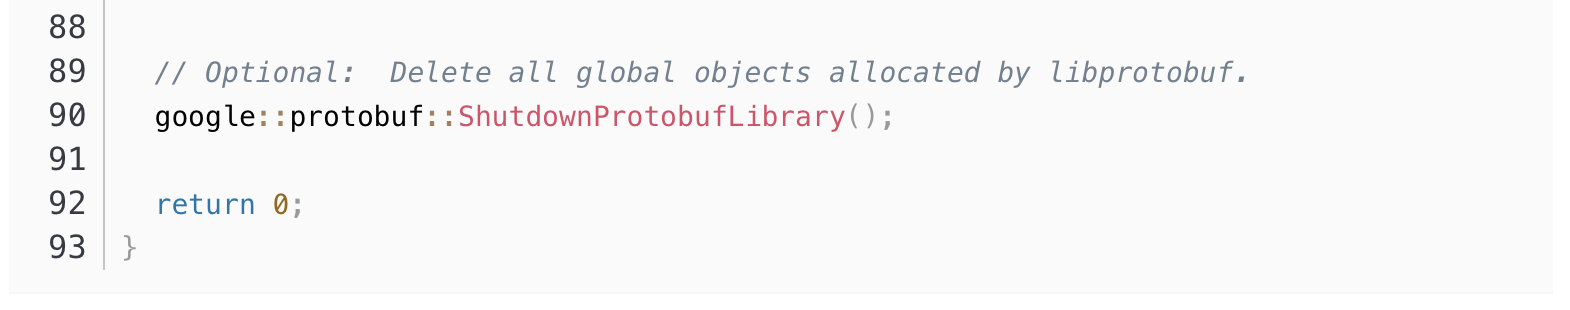 88
89 // Optional:  Delete all global objects allocated by libprotobuf.
90 google::protobuf::ShutdownProtobufLibrary();
91
92 return 0;
93 }